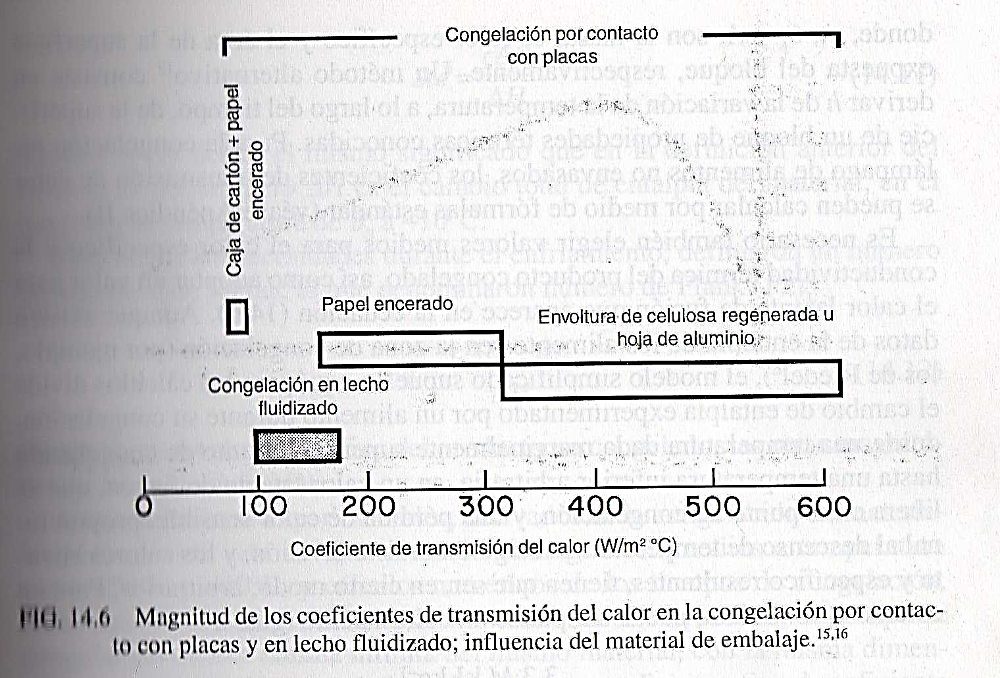 Congelación por contacto
con placas
Caja de cartón + papel
encerado
Papel encerado
Envoltura de celulosa regenerada u
hoja de aluminio
Congelación en lecho
fluidizado
0 100 200 300 400 500 600
Coeficiente de transmisión del calor (W/m² °C)
FIG. 14.6 Magnitud de los coeficientes de transmisión del calor en la congelación por contac-
to con placas y en lecho fluidizado; influencia del material de embalaje.15,16